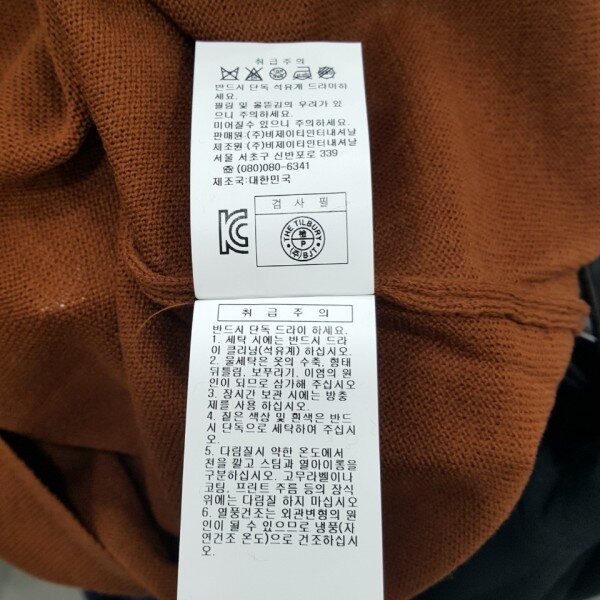 취급주의
반드시 단독 석유계 드라이하
세요.
필링 및 올뜯김의 우려가 있
으니 주의하세요.
미어질수 있으니 주의하세요.
판매원:(주)비제이티인터내셔날
제조원:(주)비제이티인터내셔날
서울 서초구 신반포로 339
☎(080)080-6341
제조국:대한민국
검 사 필
THE TILBURY
檢
P
(주)BJT
취 급 주 의
반드시 단독 드라이 하세요.
1. 세탁 시에는 반드시 드라
이 클리닝(석유계) 하십시오.
2. 물세탁은 옷의 수축, 형태
뒤틀림, 보푸라기, 이염의 원
인이 되므로 삼가해 주십시오
3. 장시간 보관 시에는 방충
제를 사용 하십시오.
4. 짙은 색상 및 흰색은 반드
시 단독으로 세탁하여 주십시
오.
5. 다림질시 약한 온도에서
천을 깔고 스팀과 열아이롱을
구분하십시오. 고무라벨이나
코팅, 프린트 주름 등의 장식
위에는 다림질 하지 마십시오
6. 열풍건조는 외관변형의 원
인이 될 수 있으므로 냉풍(자
연건조 온도)으로 건조하십시
오.